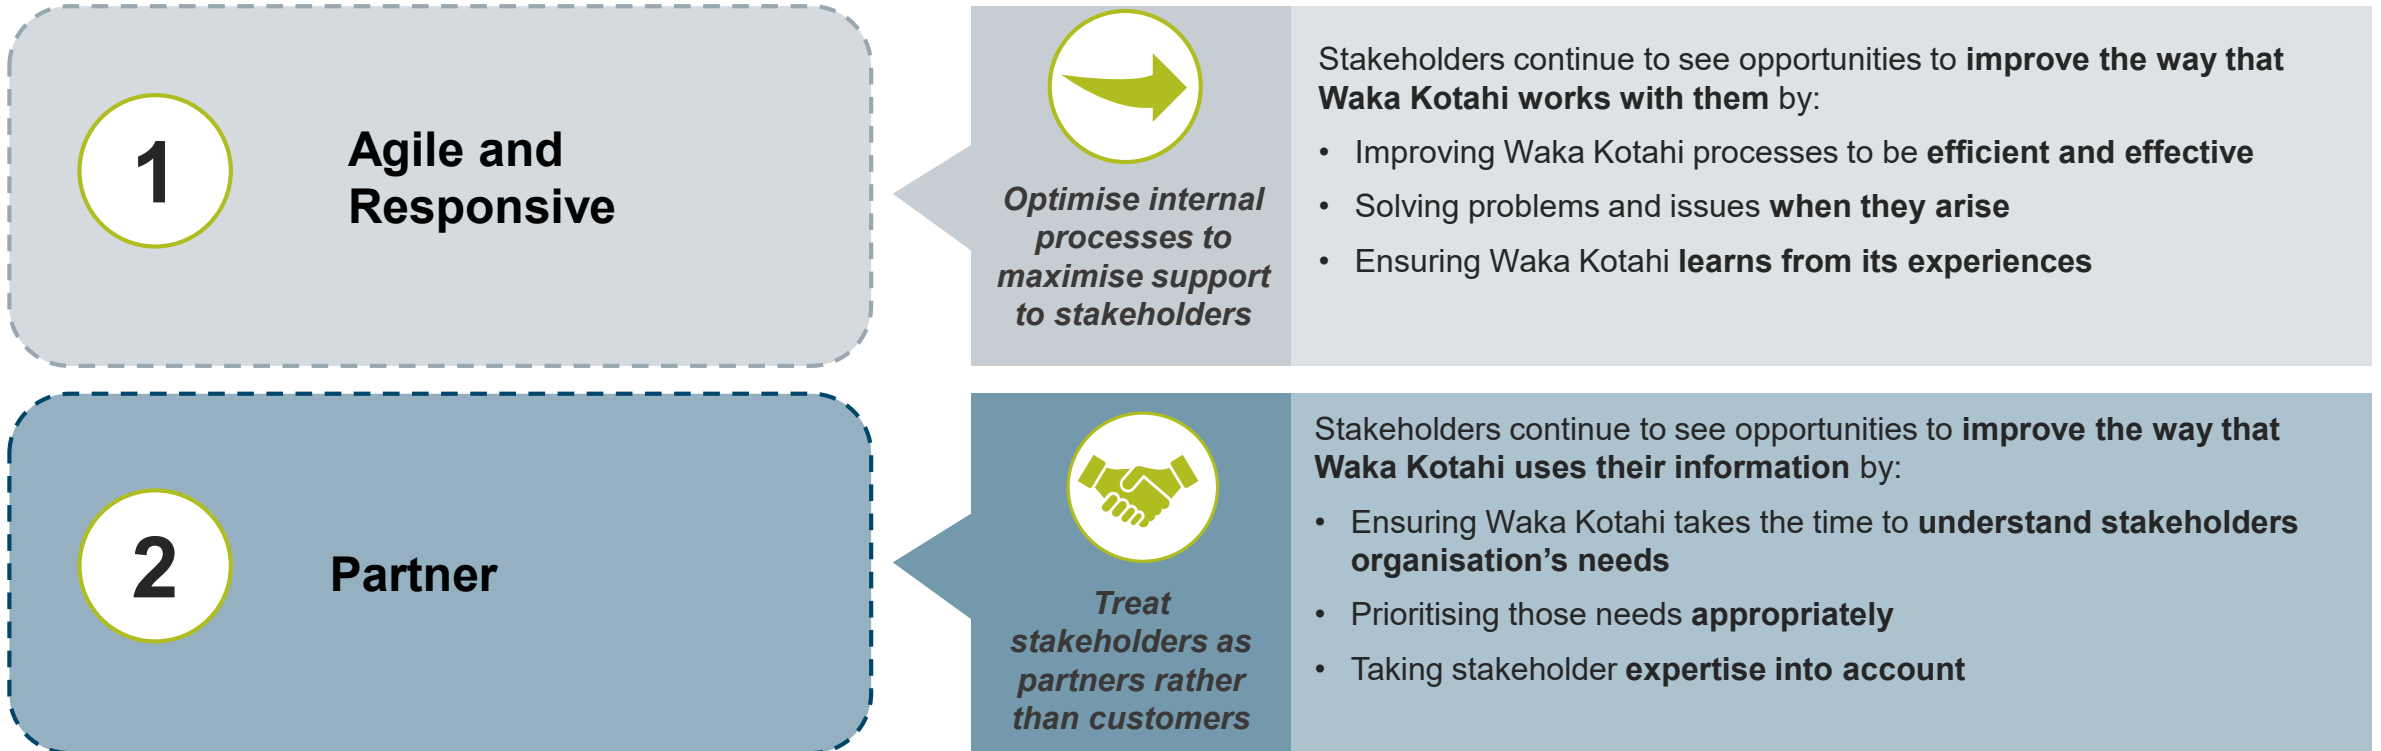 1
Agile and
Responsive
Optimise internal
processes to
maximise support
to stakeholders
Stakeholders continue to see opportunities to improve the way that
Waka Kotahi works with them by:
• Improving Waka Kotahi processes to be efficient and effective
• Solving problems and issues when they arise
• Ensuring Waka Kotahi learns from its experiences
2
Partner
Treat
stakeholders as
partners rather
than customers
Stakeholders continue to see opportunities to improve the way that
Waka Kotahi uses their information by:
• Ensuring Waka Kotahi takes the time to understand stakeholders
organisation’s needs
• Prioritising those needs appropriately
• Taking stakeholder expertise into account